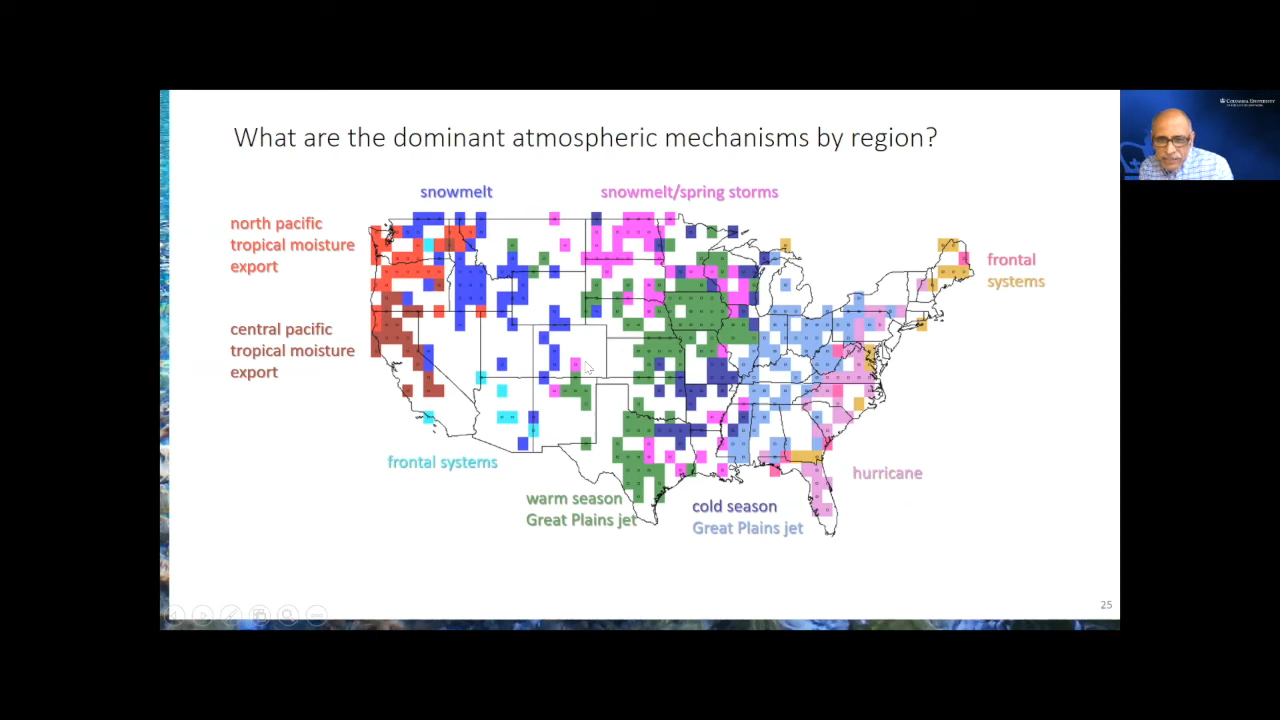 What are the dominant atmospheric mechanisms by region?
COLUMBIA UNIVERSITY
snowmelt
snowmelt/spring storms
north pacific
tropical moisture
export
frontal
systems
central pacific
tropical moisture
export
frontal systems
hurricane
warm season
Great Plains jet
cold season
Great Plains jet
25